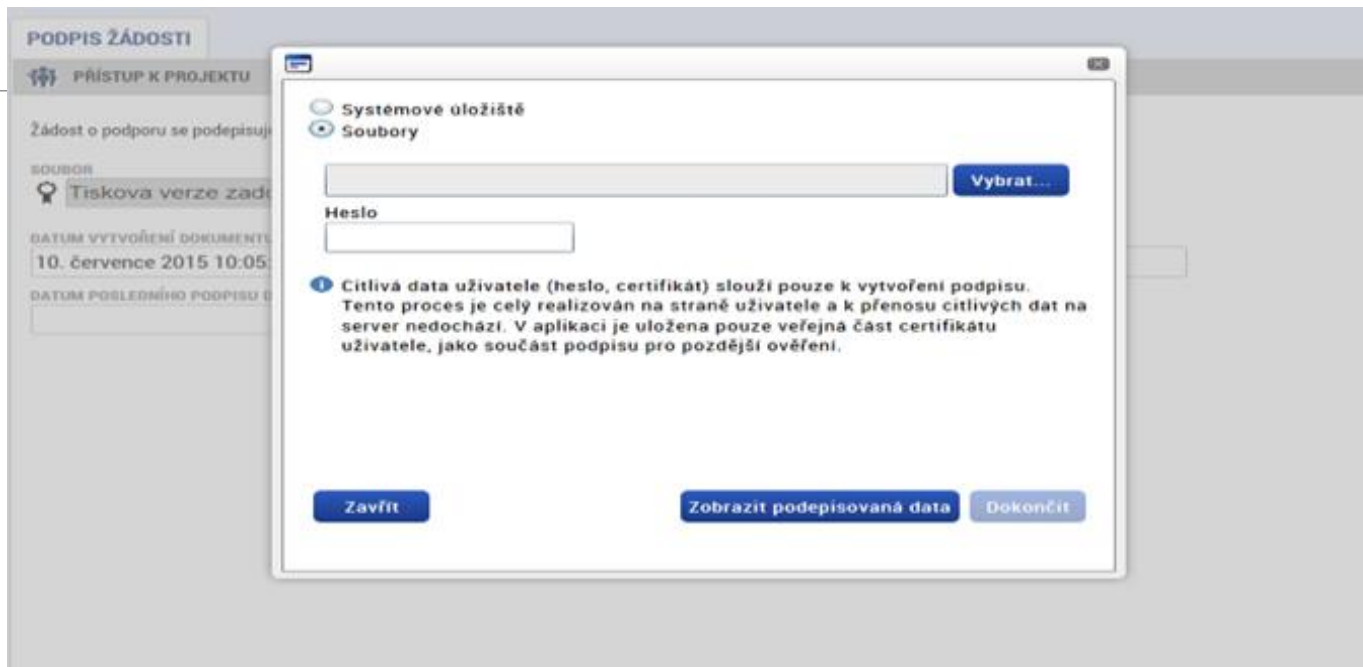 PODPIS ŽÁDOSTI
PŘÍSTUP K PROJEKTU
Žádost o podporu se podepisuj
SOUBOR
Tiskova verze zado
DATUM VYTVOŘENÍ DOKUMENTU
10. července 2015 10:05:
DATUM POSLEDNÍHO PODPISU D
Systémové úložiště
Soubory
Vybrat...
Heslo
Citlivá data uživatele (heslo, certifikát) slouží pouze k vytvoření podpisu.
Tento proces je celý realizován na straně uživatele a k přenosu citlivých dat na
server nedochází. V aplikaci je uložena pouze veřejná část certifikátu
uživatele, jako součást podpisu pro pozdější ověření.
Zavřít
Zobrazit podepisovaná data
Dokončit